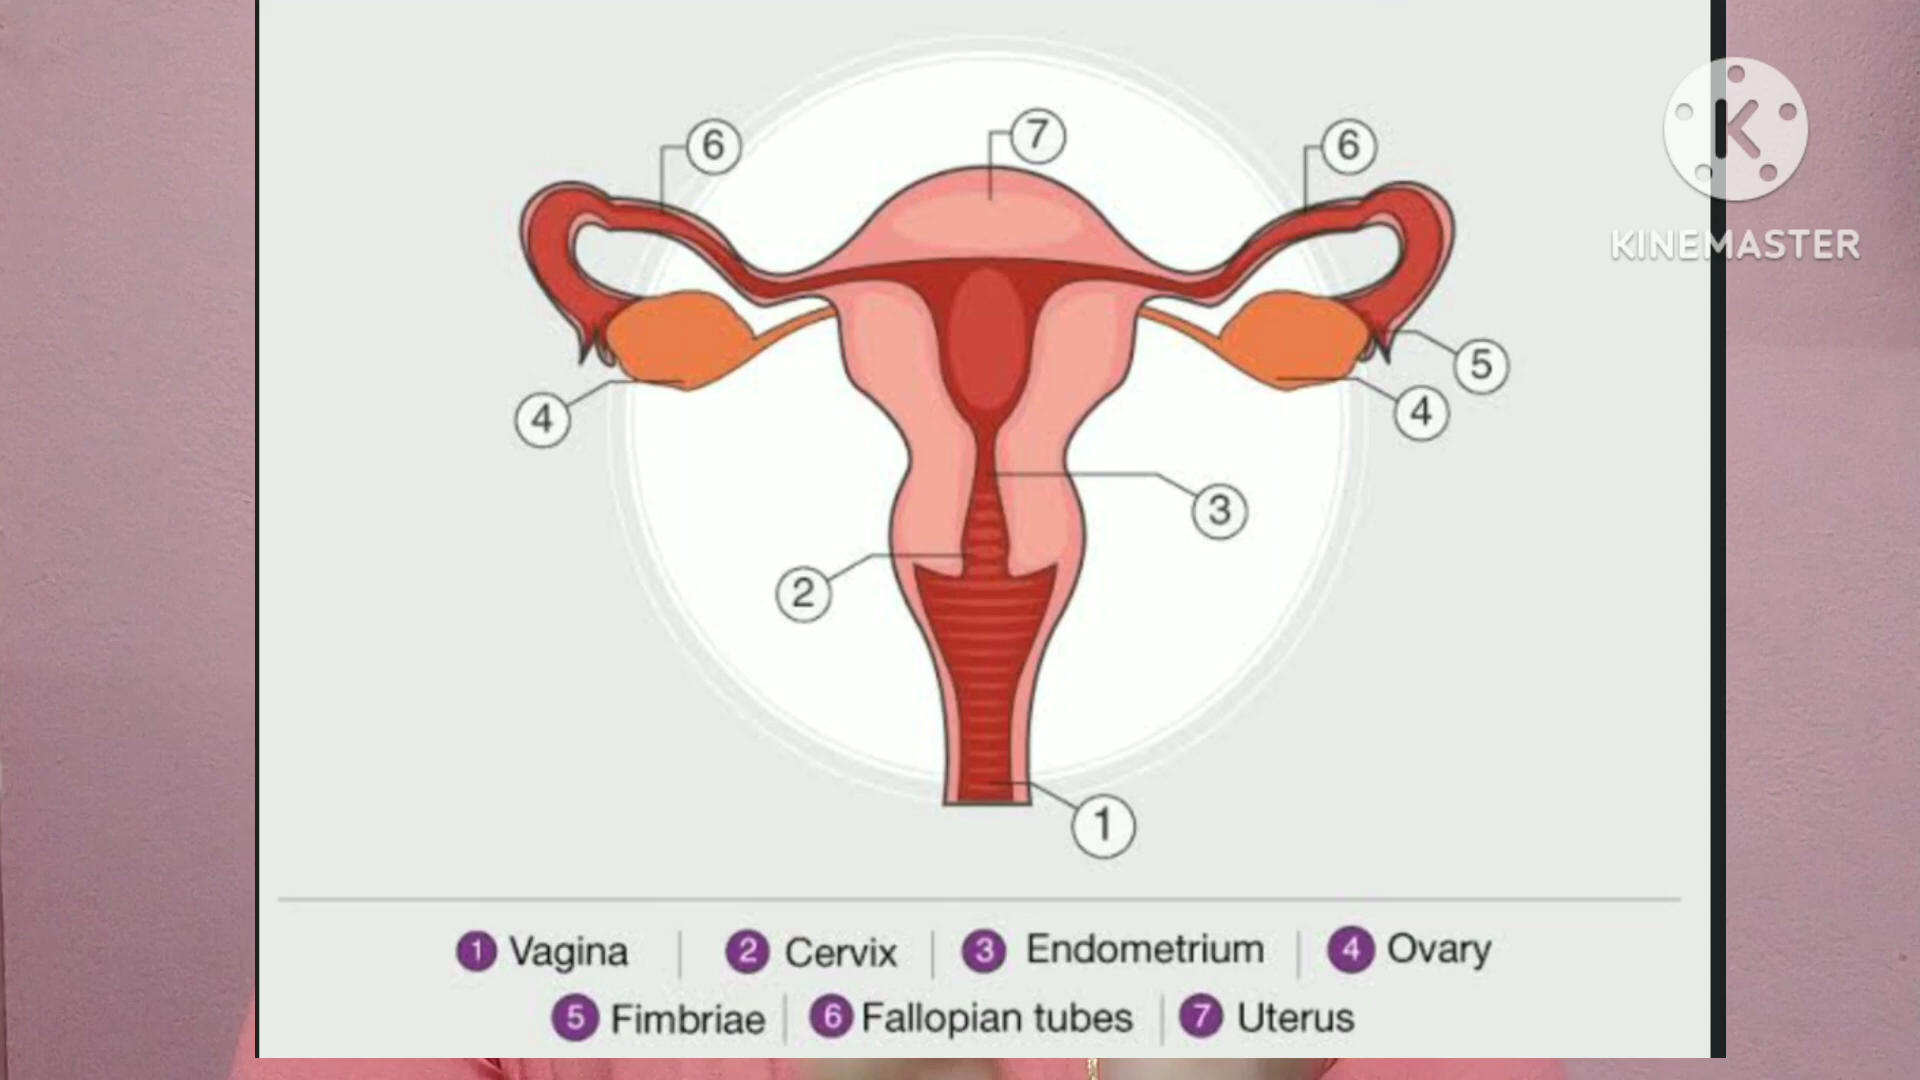 6
7
6
K
KINEMASTER
5
4
4
3
2
1
1 Vagina
2 Cervix
3 Endometrium
4 Ovary
5 Fimbriae
6 Fallopian tubes
7 Uterus